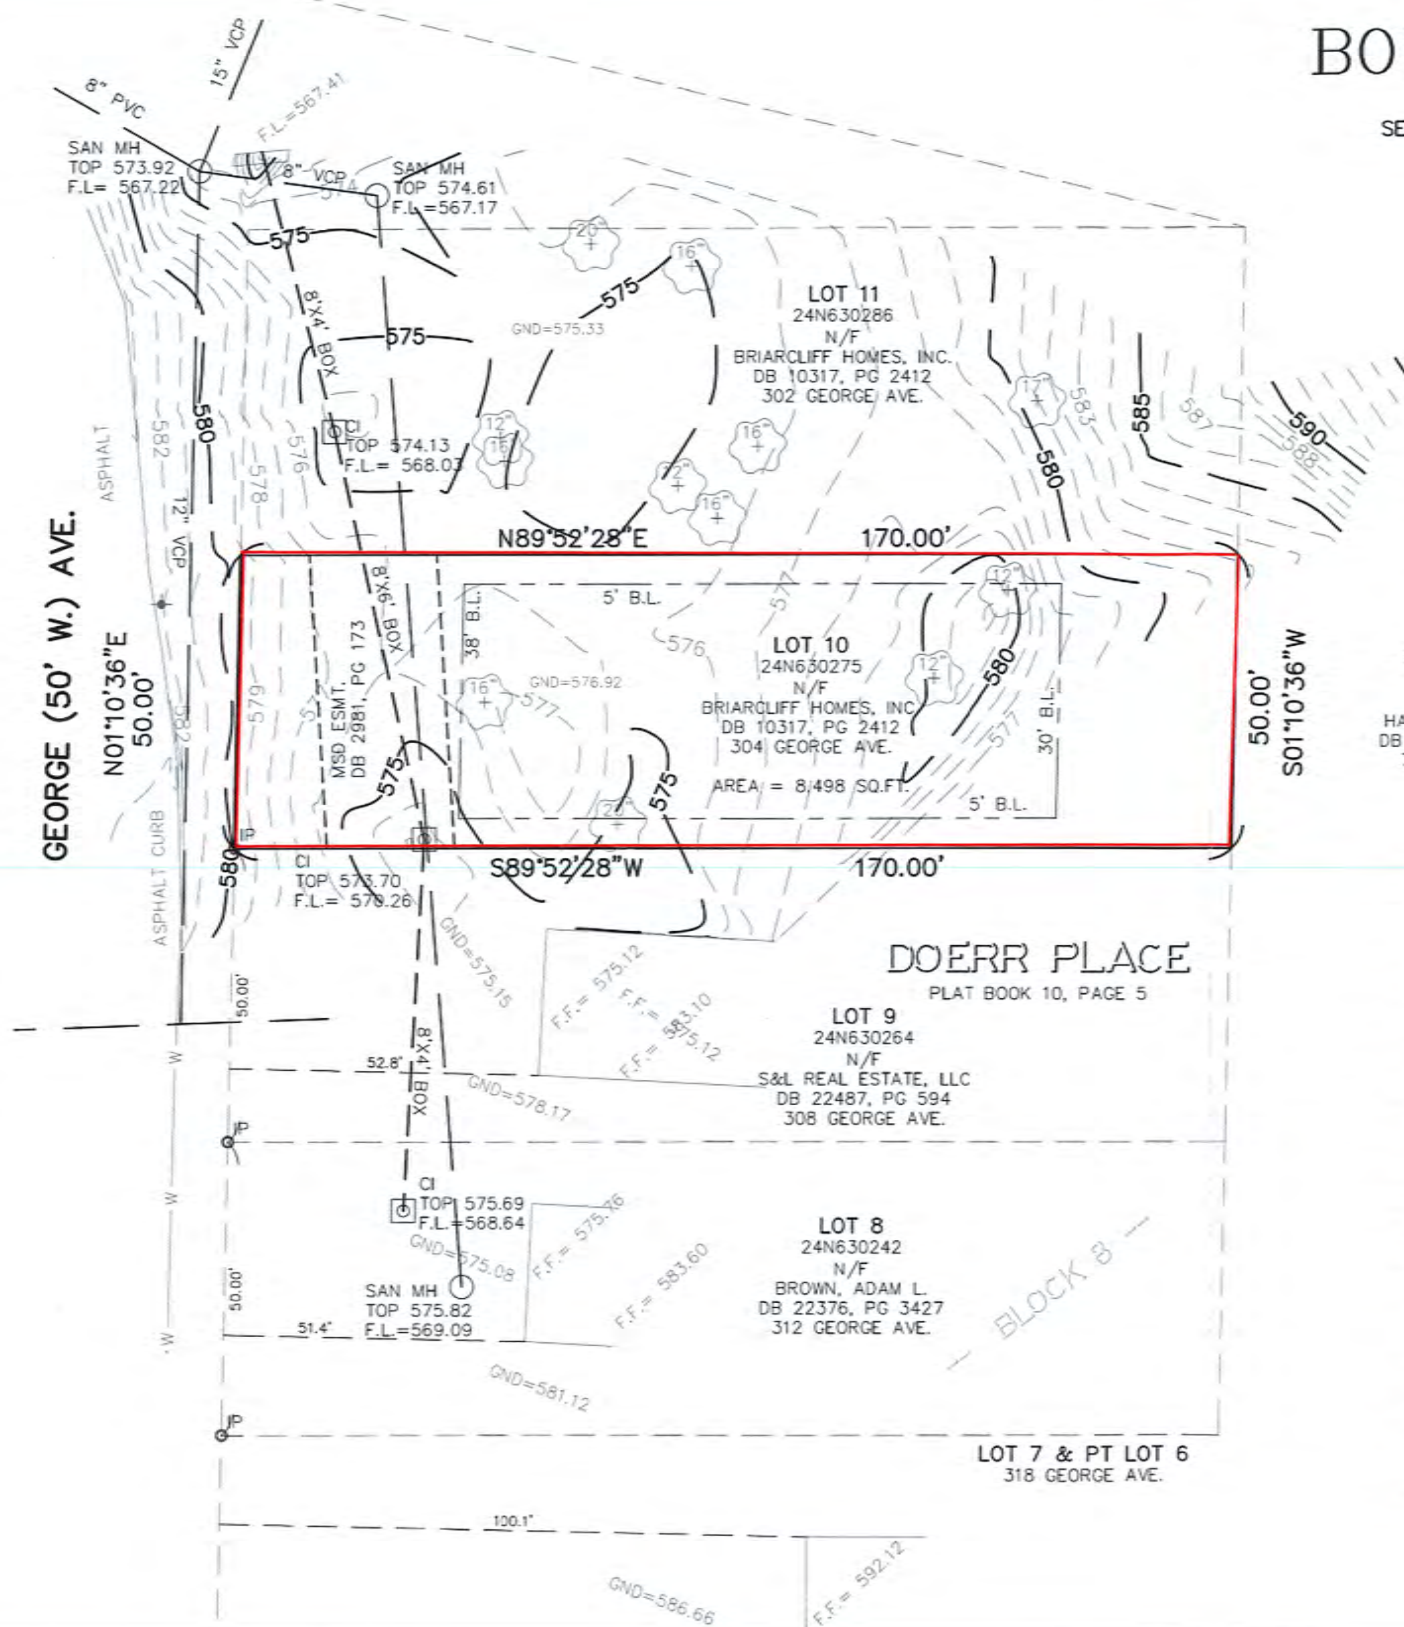 BO
SE
15" VCP
8" PVC
F.L.=567.41
SAN MH
TOP 573.92
F.L= 567.22
8" VCP
574
SAN MH
TOP 574.61
F.L.=567.17
575
20"
16"
575
8'X4' BOX
575
GND=575.33
LOT 11
24N630286
N/F
BRIARCLIFF HOMES, INC.
DB 10317, PG 2412
302 GEORGE AVE.
17"
583
585
587
590
588
580
580
582
ASPHALT
576
578
12" VCP
CI
TOP 574.13
F.L.= 568.03
12"
16"
16"
12"
16"
N89°52'28"E
170.00'
GEORGE (50' W.) AVE.
N01°10'36"E
50.00'
582
579
MSD ESMT.
DB 2981, PG 173
8'X6' BOX
38' B.L.
5' B.L.
577
576
12"
12"
16"
GND=576.92
577
LOT 10
24N630275
N/F
BRIARCLIFF HOMES, INC
DB 10317, PG 2412
304 GEORGE AVE.
AREA = 8,498 SQ.FT.
580
577
30' B.L.
5' B.L.
50.00'
S01°10'36"W
HA
DB
575
575
20"
IP
580
CI
TOP 573.70
F.L.= 570.26
S89°52'28"W
170.00'
ASPHALT CURB
GND=575.15
50.00'
F.F.= 575.12
F.F.= 583.10
F.F.= 575.12
DOERR PLACE
PLAT BOOK 10, PAGE 5
LOT 9
24N630264
N/F
S&L REAL ESTATE, LLC
DB 22487, PG 594
308 GEORGE AVE.
W
52.8'
8'X4' BOX
GND=578.17
IP
W
CI
TOP 575.69
F.L.=568.64
GND=575.08
F.F.= 575.76
F.F.= 583.60
LOT 8
24N630242
N/F
BROWN, ADAM L.
DB 22376, PG 3427
312 GEORGE AVE.
BLOCK 8
50.00'
SAN MH
TOP 575.82
F.L.=569.09
W
51.4'
GND=581.12
IP
LOT 7 & PT LOT 6
318 GEORGE AVE.
100.1'
GND=586.66
F.F.= 592.12